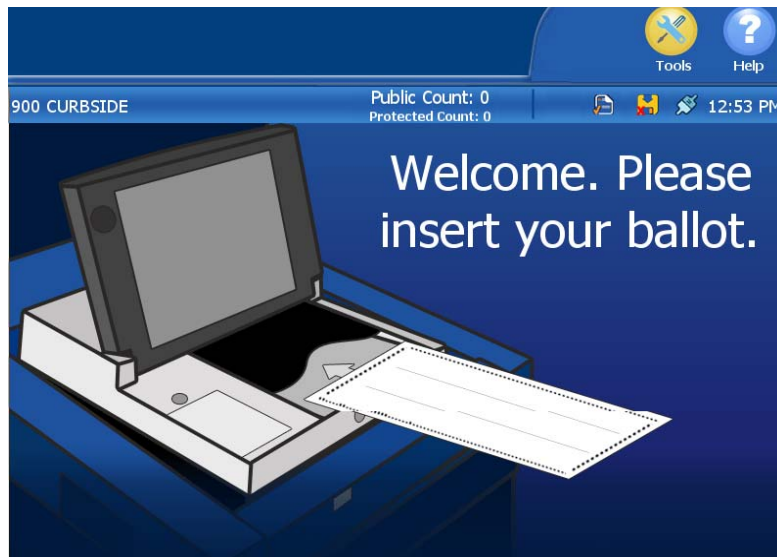 Tools Help
900 CURBSIDE
Public Count: 0
Protected Count: 0
12:53 PM
Welcome. Please
insert your ballot.